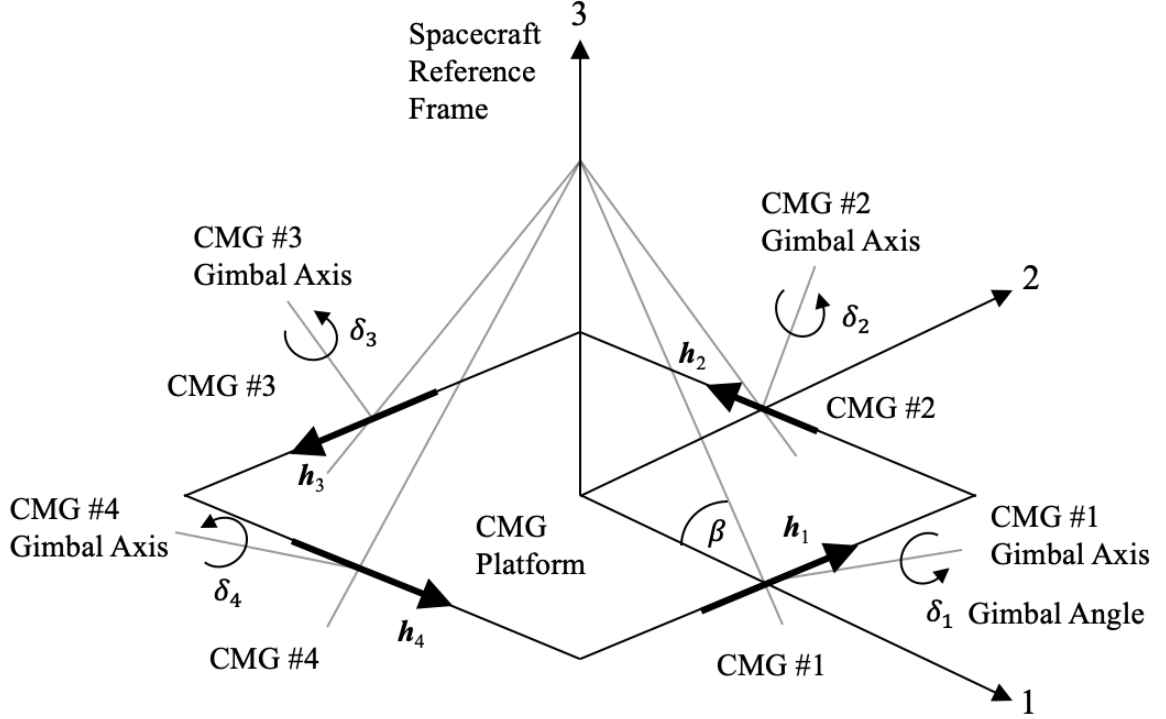 3
Spacecraft
Reference
Frame
CMG #2
Gimbal Axis
CMG #3
Gimbal Axis
2
δ₃
δ₂
h₂
CMG #3
CMG #2
h₃
CMG #4
Gimbal Axis
CMG
Platform
β
h₁
CMG #1
Gimbal Axis
δ₄
δ₁ Gimbal Angle
h₄
CMG #4
CMG #1
1